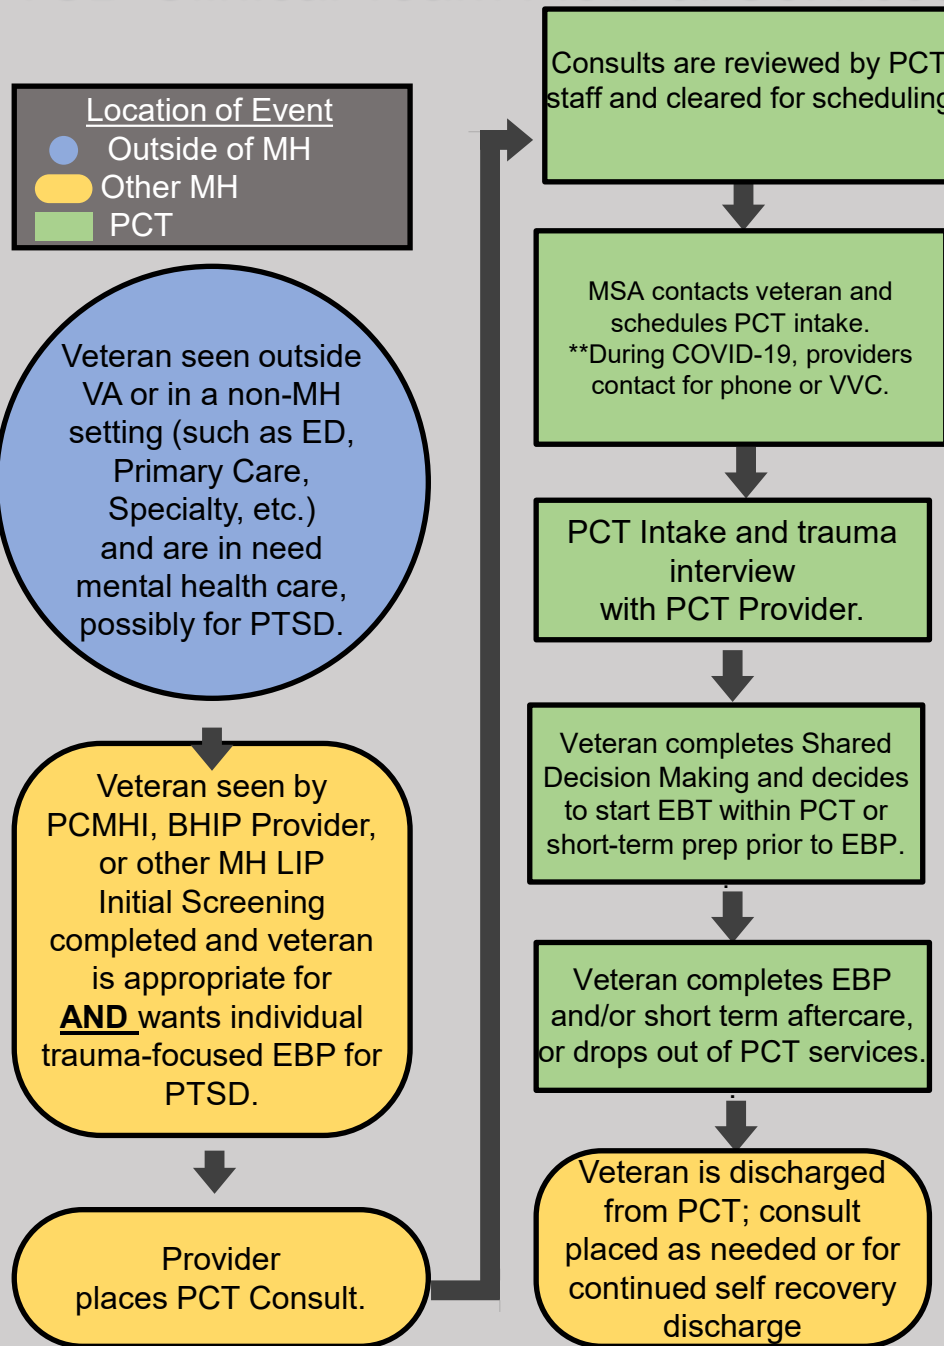 Location of Event
Outside of MH
Other MH
PCT
Veteran seen outside
VA or in a non-MH
setting (such as ED,
Primary Care,
Specialty, etc.)
and are in need
mental health care,
possibly for PTSD.
Veteran seen by
PCMHI, BHIP Provider,
or other MH LIP
Initial Screening
completed and veteran
is appropriate for
AND wants individual
trauma-focused EBP for
PTSD.
Provider
places PCT Consult.
Consults are reviewed by PCT
staff and cleared for scheduling
MSA contacts veteran and
schedules PCT intake.
**During COVID-19, providers
contact for phone or VVC.
PCT Intake and trauma
interview
with PCT Provider.
Veteran completes Shared
Decision Making and decides
to start EBT within PCT or
short-term prep prior to EBP.
Veteran completes EBP
and/or short term aftercare,
or drops out of PCT services.
Veteran is discharged
from PCT; consult
placed as needed or for
continued self recovery
discharge